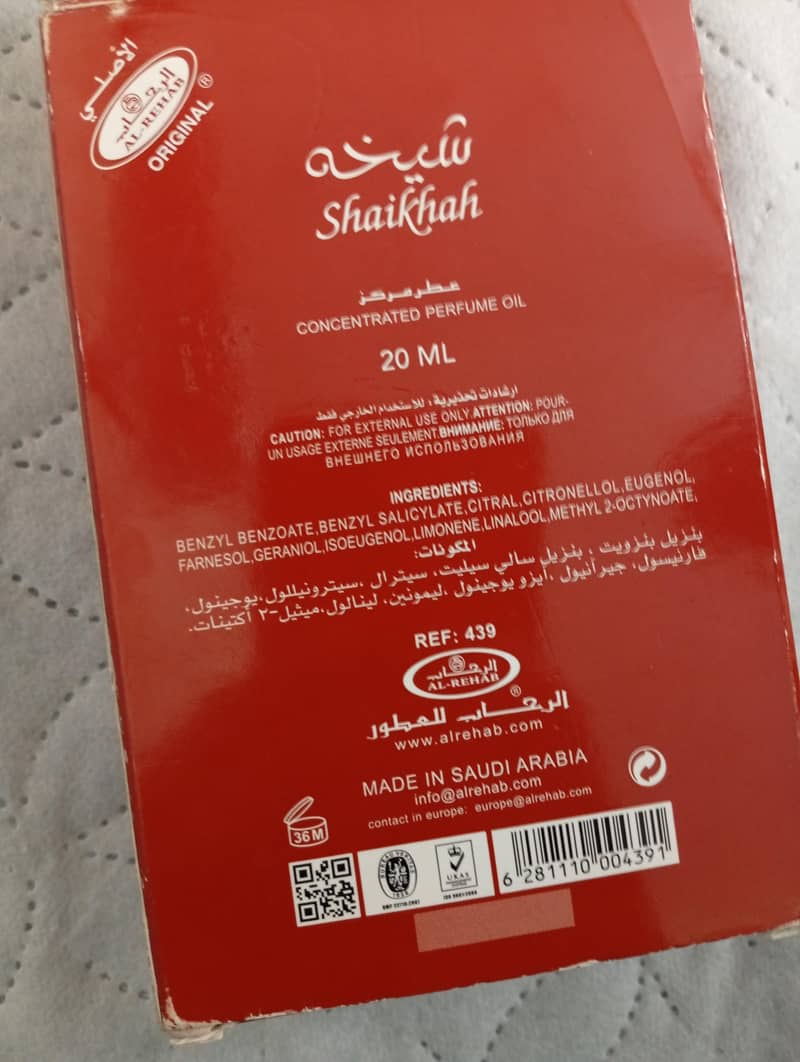 الأصلي
الرحاب
AL-REHAB
ORIGINAL ®
شيخه
Shaikhah
عطر مركز
CONCENTRATED PERFUME OIL
20 ML
ارشادات تحذيرية، للاستخدام الخارجي فقط
CAUTION: FOR EXTERNAL USE ONLY.ATTENTION: POUR-
UN USAGE EXTERNE SEULEMENT.ВНИМАНИЕ: ТОЛЬКО ДЛЯ
ВНЕШНЕГО ИСПОЛЬЗОВАНИЯ
INGREDIENTS:
BENZYL BENZOATE,BENZYL SALICYLATE,CITRAL,CITRONELLOL,EUGENOL,
FARNESOL,GERANIOL,ISOEUGENOL,LIMONENE,LINALOOL,METHYL 2-OCTYNOATE,
المكونات:
بنزيل بنزويت ، بنزيل سالي سيليت، سيترال ،سيترونيللول،يوجينول،
فارنيسول، جيرانيول ،أيزو يوجينول ،ليمونين، لينالول،ميثيل-٢ أكتينات.
REF: 439
الرحاب
AL-REHAB
®
الرحاب للعطور
www.alrehab.com
MADE IN SAUDI ARABIA
info@alrehab.com
contact in europe: europe@alrehab.com
36M
BUREAU VERITAS
1828
UKAS
6 281110 004391